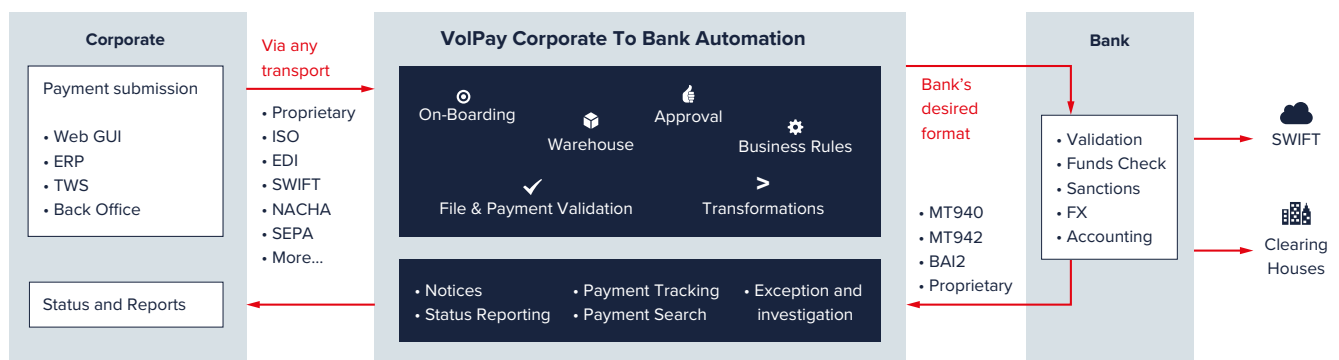 Corporate
Payment submission
• Web GUI
• ERP
• TWS
• Back Office
Status and Reports
Via any
transport
• Proprietary
• ISO
• EDI
• SWIFT
• NACHA
• SEPA
• More...
VolPay Corporate To Bank Automation
On-Boarding
Warehouse
Approval
Business Rules
File & Payment Validation
Transformations
• Notices
• Status Reporting
• Payment Tracking
• Payment Search
• Exception and
investigation
Bank's
desired
format
• MT940
• MT942
• BAI2
• Proprietary
Bank
• Validation
• Funds Check
• Sanctions
• FX
• Accounting
SWIFT
Clearing
Houses